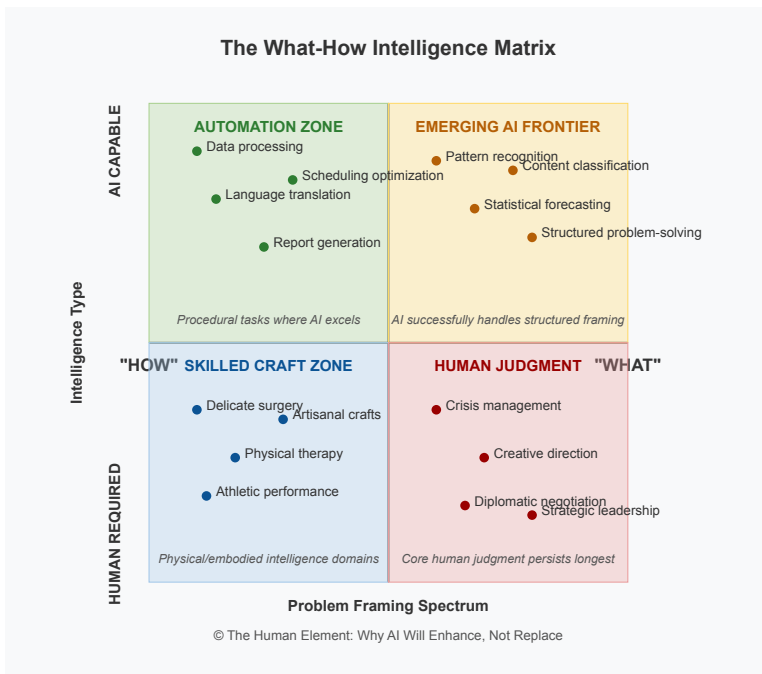 The What-How Intelligence Matrix
AI CAPABLE
AUTOMATION ZONE
Data processing
Scheduling optimization
Language translation
Report generation
Procedural tasks where AI excels
EMERGING AI FRONTIER
Pattern recognition
Content classification
Statistical forecasting
Structured problem-solving
AI successfully handles structured framing
Intelligence Type
"HOW"
SKILLED CRAFT ZONE
Delicate surgery
Artisanal crafts
Physical therapy
Athletic performance
Physical/embodied intelligence domains
HUMAN JUDGMENT
"WHAT"
Crisis management
Creative direction
Diplomatic negotiation
Strategic leadership
Core human judgment persists longest
HUMAN REQUIRED
Problem Framing Spectrum
© The Human Element: Why AI Will Enhance, Not Replace